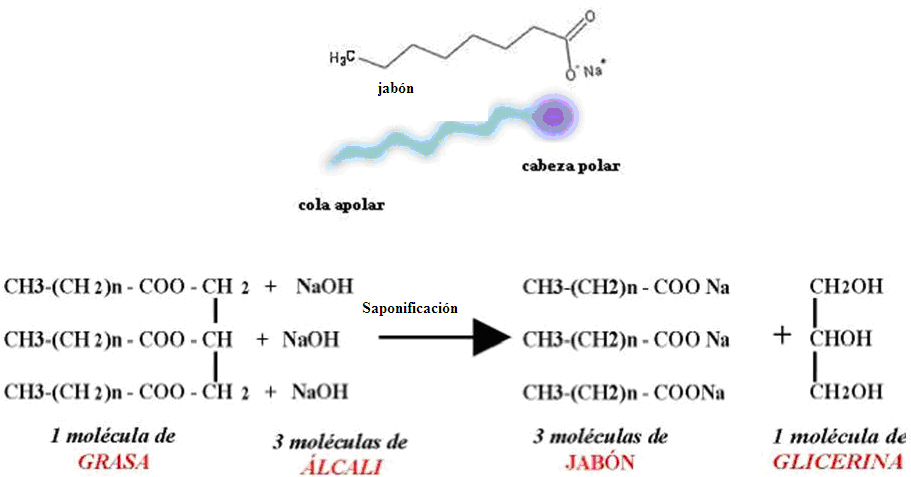 H₃C
O
O⁻ Na⁺
jabón
cabeza polar
cola apolar
CH3-(CH2)n - COO - CH 2 + NaOH
CH3-(CH2)n - COO Na
CH2OH
Saponificación
CH3-(CH2)n - COO - CH + NaOH
CH3-(CH2)n - COO Na
+
CHOH
CH3-(CH2)n - COO - CH 2 + NaOH
CH3-(CH2)n - COONa
CH2OH
1 molécula de
GRASA
3 moléculas de
ÁLCALI
3 moléculas de
JABÓN
1 molécula de
GLICERINA